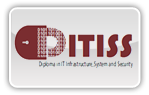 DITISS
Diploma in IT Infrastructure, System and Security